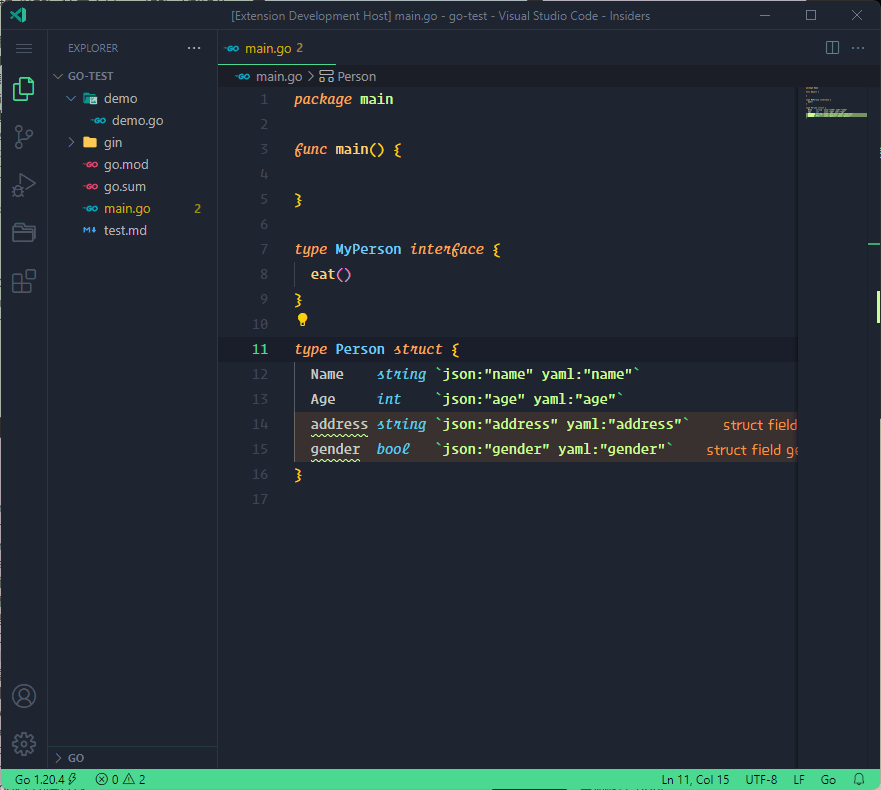 [Extension Development Host] main.go - go-test - Visual Studio Code - Insiders
EXPLORER
GO-TEST
demo
demo.go
gin
go.mod
go.sum
main.go 2
test.md
GO
main.go 2
main.go > Person
1 package main
2
3 func main() {
4
5 }
6
7 type MyPerson interface {
8 eat()
9 }
10
11 type Person struct {
12 Name string `json:"name" yaml:"name"`
13 Age int `json:"age" yaml:"age"`
14 address string `json:"address" yaml:"address"` struct field
15 gender bool `json:"gender" yaml:"gender"` struct field ge
16 }
17
Go 1.20.4 0 2 Ln 11, Col 15 UTF-8 LF Go